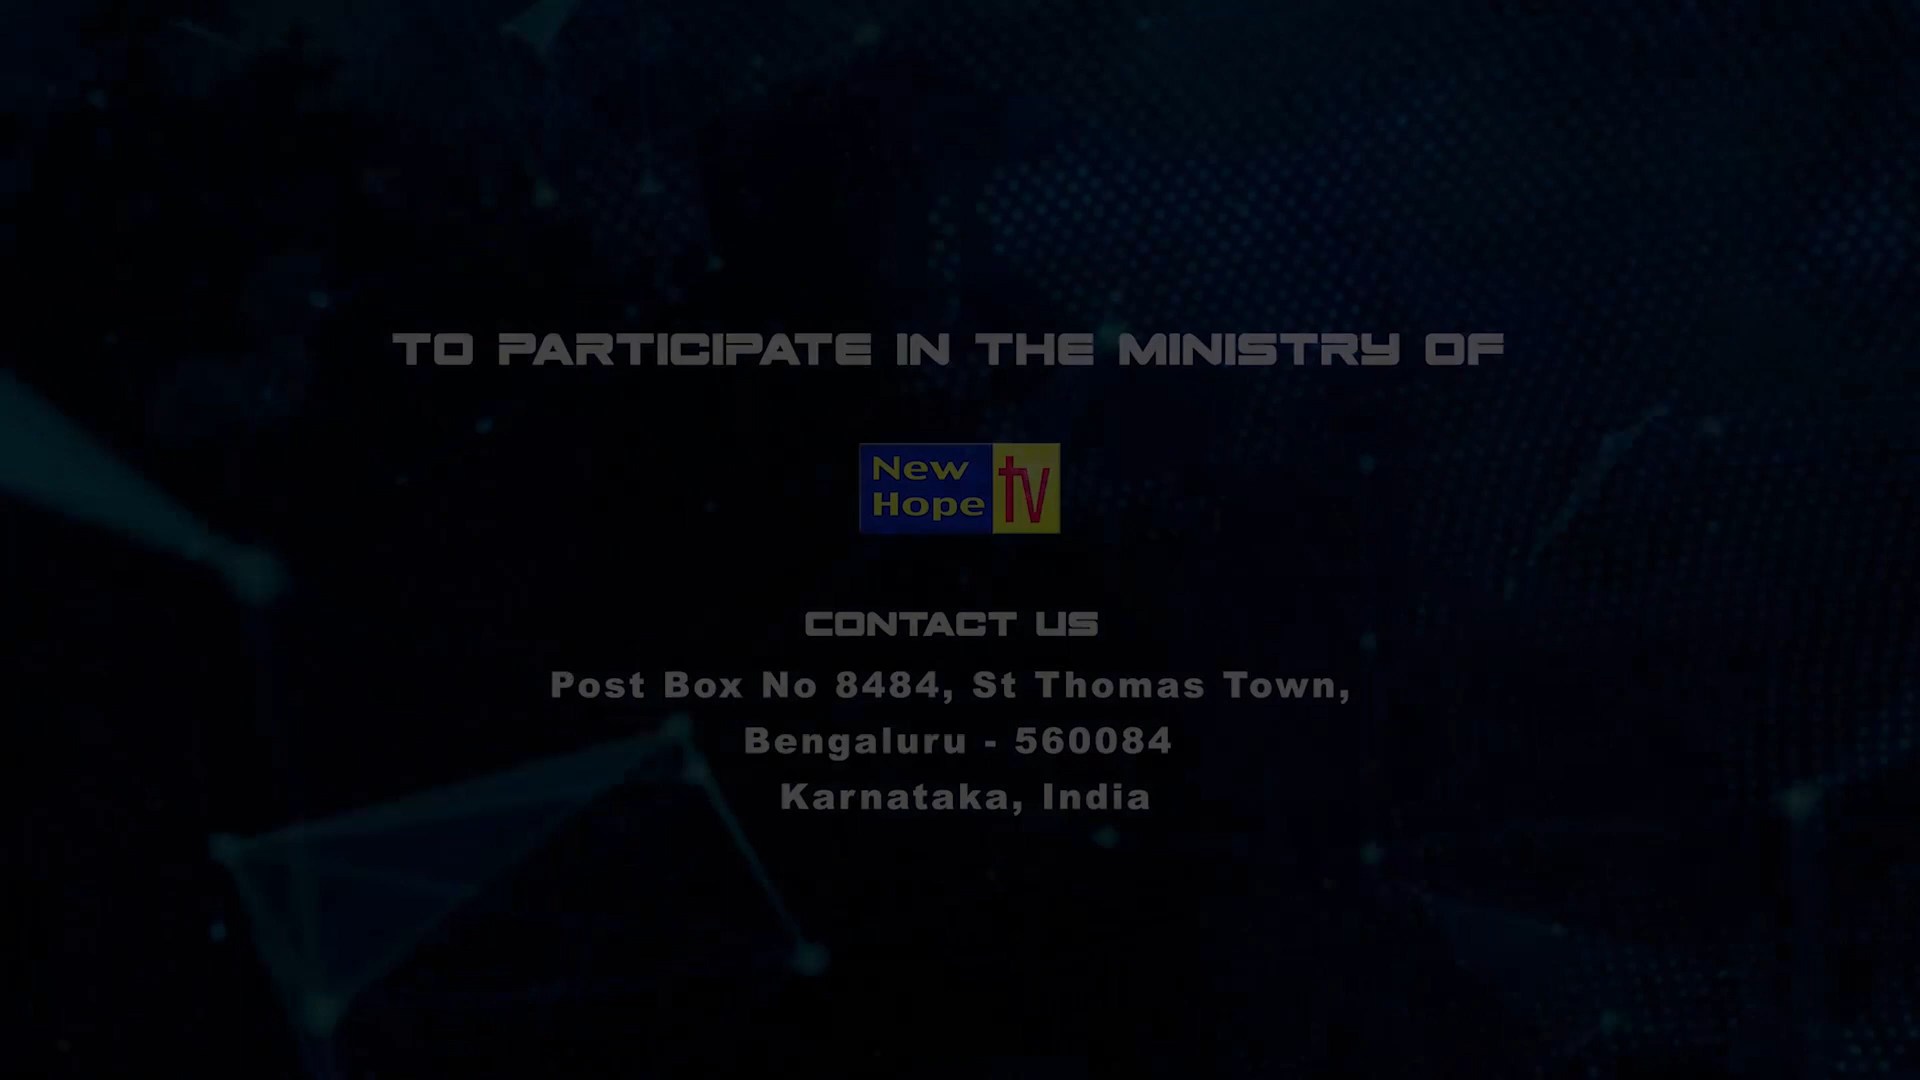 TO PARTICIPATE IN THE MINISTRY OF
New Hope tv
CONTACT US
Post Box No 8484, St Thomas Town,
Bengaluru - 560084
Karnataka, India